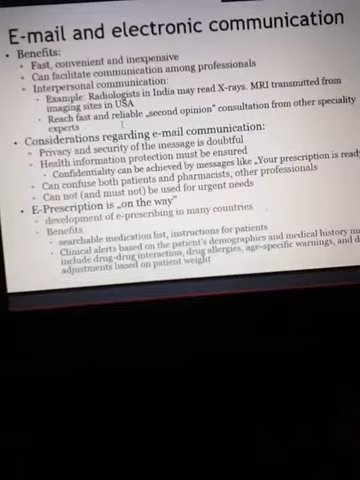 E-mail and electronic communication
• Benefits:
Fast, convenient and inexpensive
Can facilitate communication among professionals
Interpersonal communication:
Example: Radiologists in India may read X-rays. MRI transmitted from
imaging sites in USA
Reach fast and reliable „second opinion" consultation from other speciality
experts
• Considerations regarding e-mail communication:
Privacy and security of the message is doubtful
Health information protection must be ensured
Confidentiality can be achieved by messages like „Your prescription is read
Can confuse both patients and pharmacists, other professionals
Can not (and must not) be used for urgent needs
• E-Prescription is „on the way"
development of e-prescribing in many countries
Benefits
searchable medication list, instructions for patients
Clinical alerts based on the patient's demographics and medical history
include drug-drug interaction, drug allergies, age-specific warnings, and
adjustments based on patient weight